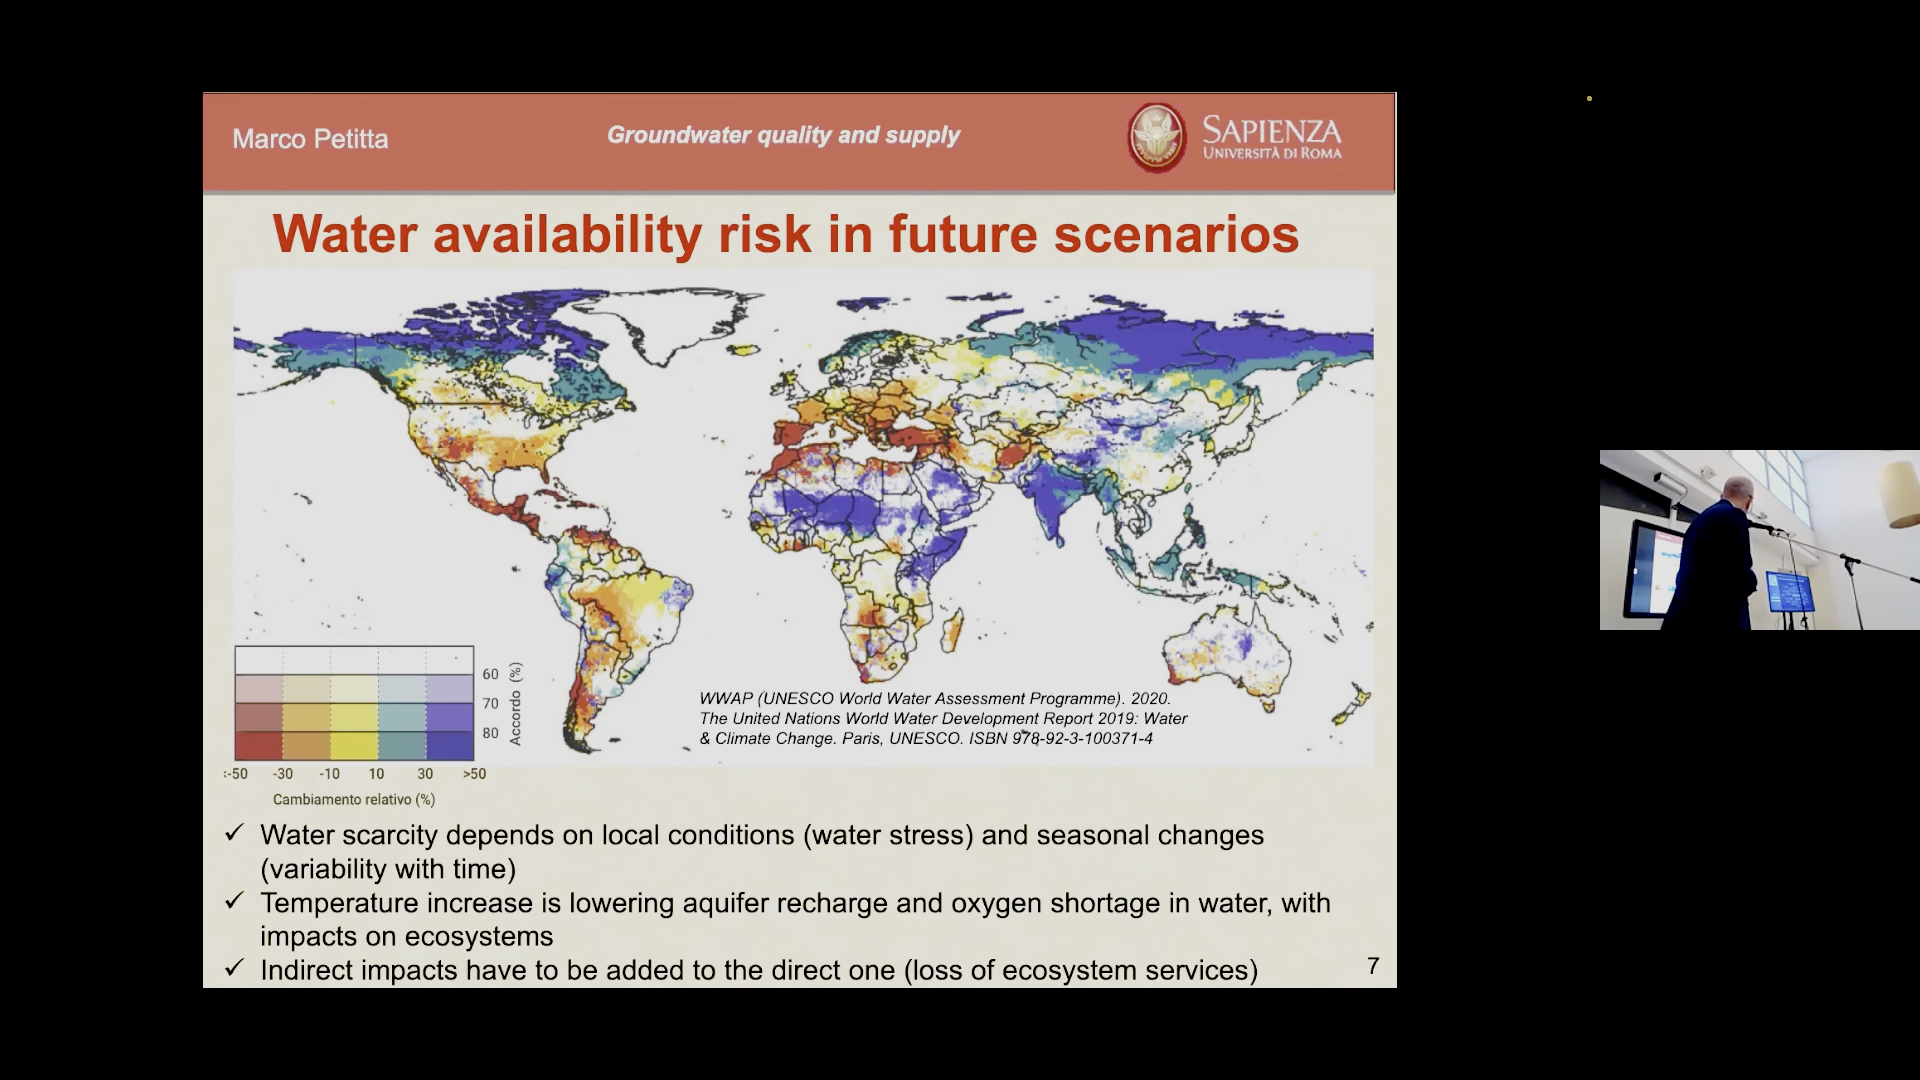 Marco Petitta
Groundwater quality and supply
SAPIENZA
UNIVERSITÀ DI ROMA
Water availability risk in future scenarios
60
70
80
Accordo (%)
<-50 -30 -10 10 30 >50
Cambiamento relativo (%)
WWAP (UNESCO World Water Assessment Programme). 2020.
The United Nations World Water Development Report 2019: Water
& Climate Change. Paris, UNESCO. ISBN 978-92-3-100371-4
✓ Water scarcity depends on local conditions (water stress) and seasonal changes
(variability with time)
✓ Temperature increase is lowering aquifer recharge and oxygen shortage in water, with
impacts on ecosystems
✓ Indirect impacts have to be added to the direct one (loss of ecosystem services)
7